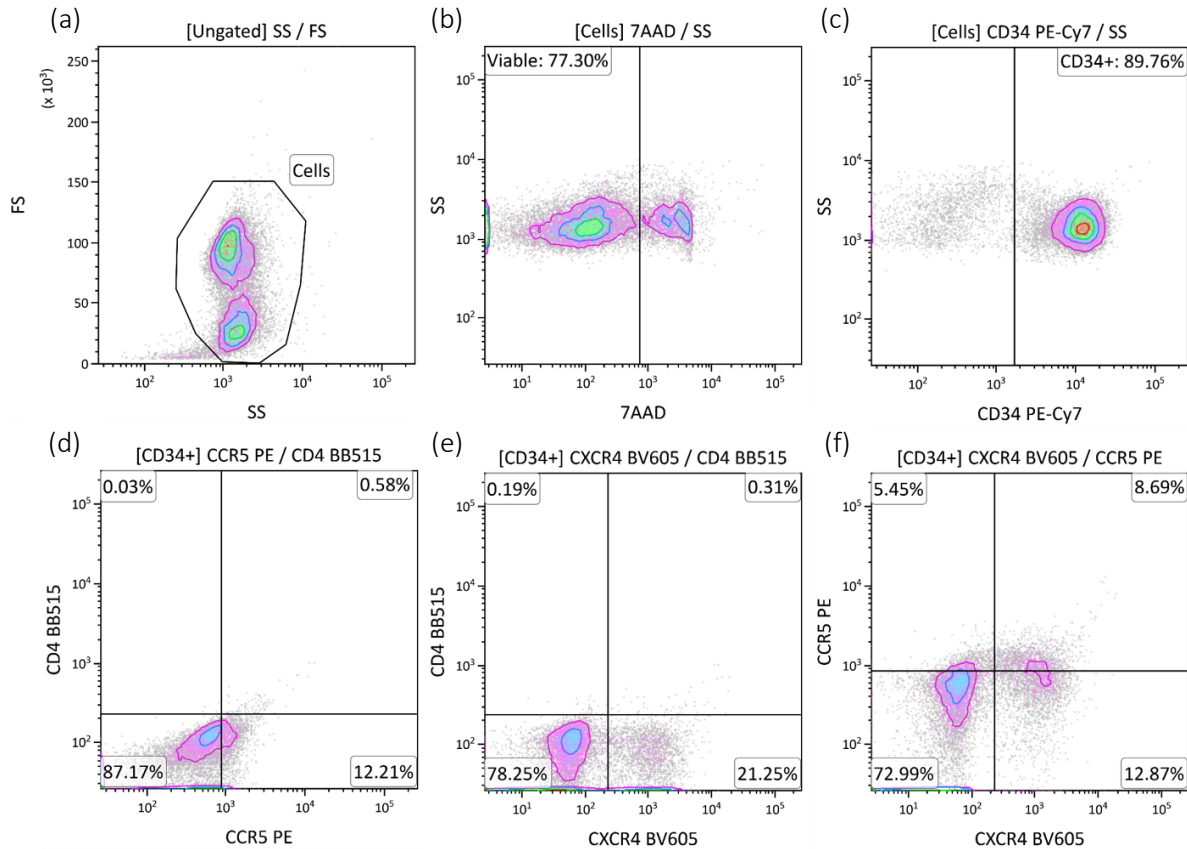 (a)
[Ungated] SS / FS
(x 10³)
250
200
150
100
50
0
FS
Cells
10² 10³ 10⁴ 10⁵
SS
(b)
[Cells] 7AAD / SS
Viable: 77.30%
10⁵
10⁴
10³
10²
SS
10¹ 10² 10³ 10⁴ 10⁵
7AAD
(c)
[Cells] CD34 PE-Cy7 / SS
CD34+: 89.76%
10⁵
10⁴
10³
10²
SS
10² 10³ 10⁴ 10⁵
CD34 PE-Cy7
(d)
[CD34+] CCR5 PE / CD4 BB515
0.03% 0.58%
10⁵
10⁴
10³
10²
CD4 BB515
87.17% 12.21%
10² 10³ 10⁴ 10⁵
CCR5 PE
(e)
[CD34+] CXCR4 BV605 / CD4 BB515
0.19% 0.31%
10⁵
10⁴
10³
10²
CD4 BB515
78.25% 21.25%
10¹ 10² 10³ 10⁴ 10⁵
CXCR4 BV605
(f)
[CD34+] CXCR4 BV605 / CCR5 PE
5.45% 8.69%
10⁵
10⁴
10³
10²
CCR5 PE
72.99% 12.87%
10¹ 10² 10³ 10⁴ 10⁵
CXCR4 BV605